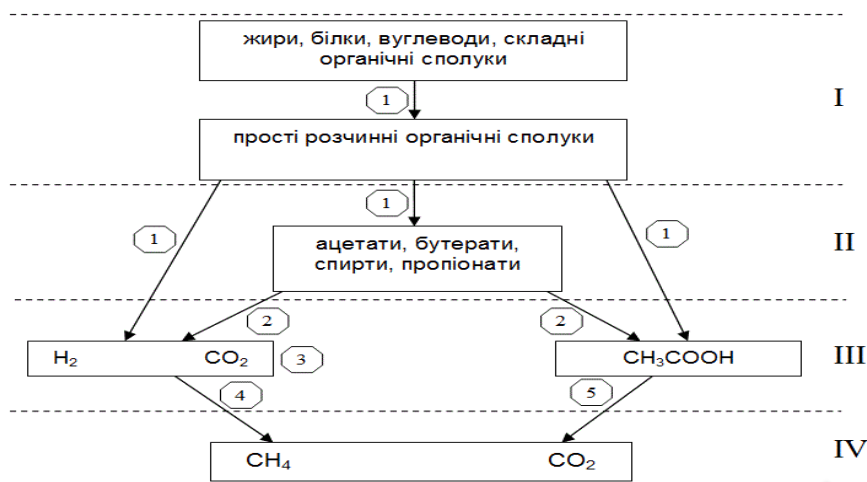 жири, білки, вуглеводи, складні
органічні сполуки
1
I
прості розчинні органічні сполуки
1
1
1
ацетати, бутерати,
спирти, пропіонати
II
2
2
H₂ CO₂
3
CH₃COOH
III
4
5
CH₄ CO₂
IV